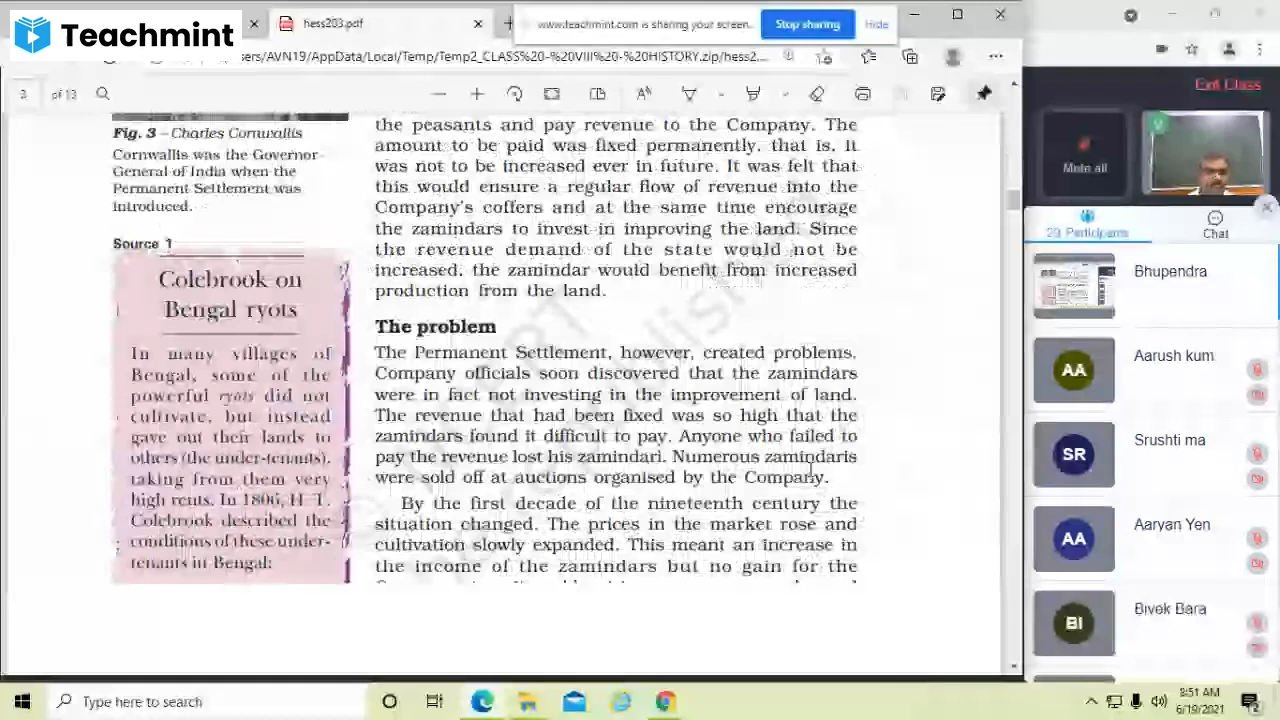 Teachmint
hess203.pdf
www.teachmint.com is sharing your screen.
Stop sharing
Hide
ers/AVN19/AppData/Local/Temp/Temp2_CLASS%20-%20VIII%20-%20HISTORY.zip/hess2...
3 of 13
Fig. 3 – Charles Cornwallis
Cornwallis was the Governor-
General of India when the
Permanent Settlement was
introduced.
Source 1
Colebrook on
Bengal ryots
In many villages of
Bengal, some of the
powerful ryots did not
cultivate, but instead
gave out their lands to
others (the under-tenants),
taking from them very
high rents. In 1806, H. T.
Colebrook described the
conditions of these under-
tenants in Bengal:
the peasants and pay revenue to the Company. The
amount to be paid was fixed permanently, that is, it
was not to be increased ever in future. It was felt that
this would ensure a regular flow of revenue into the
Company's coffers and at the same time encourage
the zamindars to invest in improving the land. Since
the revenue demand of the state would not be
increased, the zamindar would benefit from increased
production from the land.
The problem
The Permanent Settlement, however, created problems.
Company officials soon discovered that the zamindars
were in fact not investing in the improvement of land.
The revenue that had been fixed was so high that the
zamindars found it difficult to pay. Anyone who failed to
pay the revenue lost his zamindari. Numerous zamindaris
were sold off at auctions organised by the Company.
By the first decade of the nineteenth century the
situation changed. The prices in the market rose and
cultivation slowly expanded. This meant an increase in
the income of the zamindars but no gain for the
End Class
Mute all
29 Participants
Chat
Bhupendra
AA
Aarush kum
SR
Srushti ma
AA
Aaryan Yen
BI
Bivek Bara
Type here to search
9:51 AM
6/19/2021